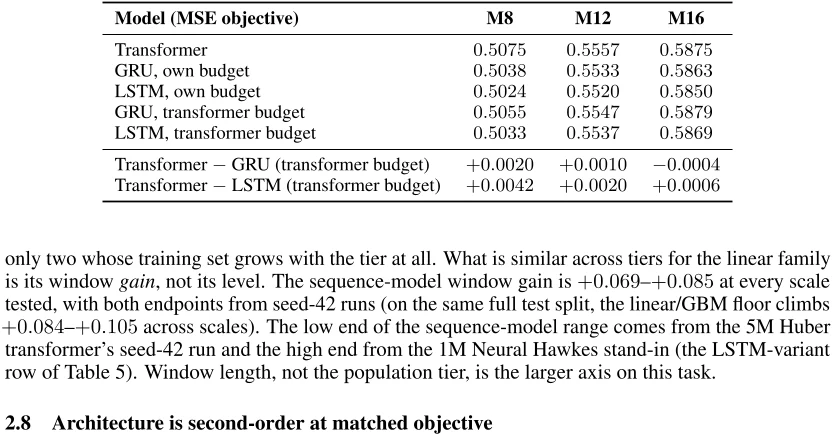 Model (MSE objective) M8 M12 M16
Transformer 0.5075 0.5557 0.5875
GRU, own budget 0.5038 0.5533 0.5863
LSTM, own budget 0.5024 0.5520 0.5850
GRU, transformer budget 0.5055 0.5547 0.5879
LSTM, transformer budget 0.5033 0.5537 0.5869
Transformer − GRU (transformer budget) +0.0020 +0.0010 −0.0004
Transformer − LSTM (transformer budget) +0.0042 +0.0020 +0.0006
only two whose training set grows with the tier at all. What is similar across tiers for the linear family
is its window gain, not its level. The sequence-model window gain is +0.069–+0.085 at every scale
tested, with both endpoints from seed-42 runs (on the same full test split, the linear/GBM floor climbs
+0.084–+0.105 across scales). The low end of the sequence-model range comes from the 5M Huber
transformer's seed-42 run and the high end from the 1M Neural Hawkes stand-in (the LSTM-variant
row of Table 5). Window length, not the population tier, is the larger axis on this task.
2.8 Architecture is second-order at matched objective